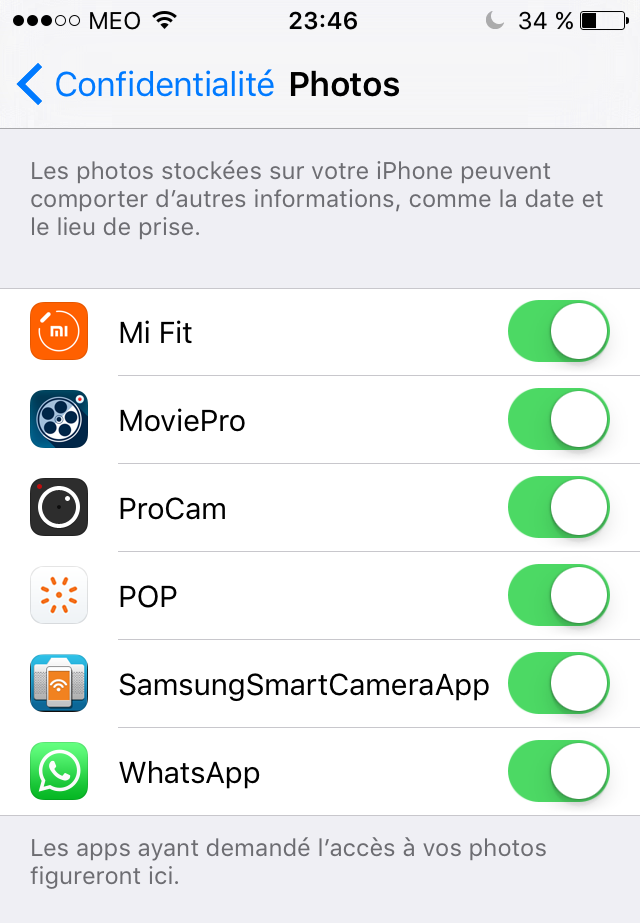 MEO 23:46 34 %
Confidentialité Photos
Les photos stockées sur votre iPhone peuvent
comporter d’autres informations, comme la date et
le lieu de prise.
mi Mi Fit
MoviePro
ProCam
POP
SamsungSmartCameraApp
WhatsApp
Les apps ayant demandé l’accès à vos photos
figureront ici.